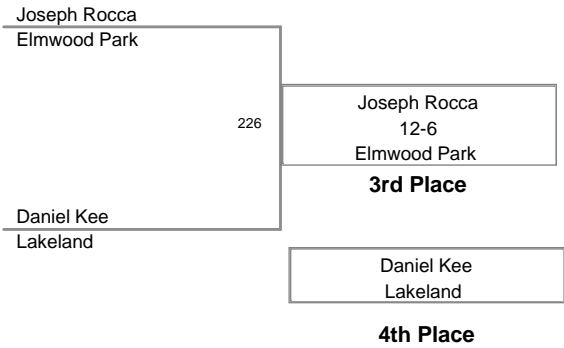 Joseph Rocca
Elmwood Park
226
Joseph Rocca
12-6
Elmwood Park
3rd Place
Daniel Kee
Lakeland
Daniel Kee
Lakeland
4th Place